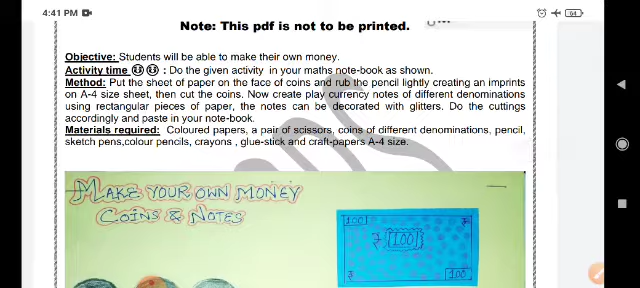 4:41 PM
64
Note: This pdf is not to be printed.
Objective: Students will be able to make their own money.
Activity time : Do the given activity in your maths note-book as shown.
Method: Put the sheet of paper on the face of coins and rub the pencil lightly creating an imprints
on A-4 size sheet, then cut the coins. Now create play currency notes of different denominations
using rectangular pieces of paper, the notes can be decorated with glitters. Do the cuttings
accordingly and paste in your note-book.
Materials required: Coloured papers, a pair of scissors, coins of different denominations, pencil,
sketch pens,colour pencils, crayons , glue-stick and craft-papers A-4 size.
MAKE YOUR OWN MONEY
COINS & NOTES
100
₹ 100
₹
100